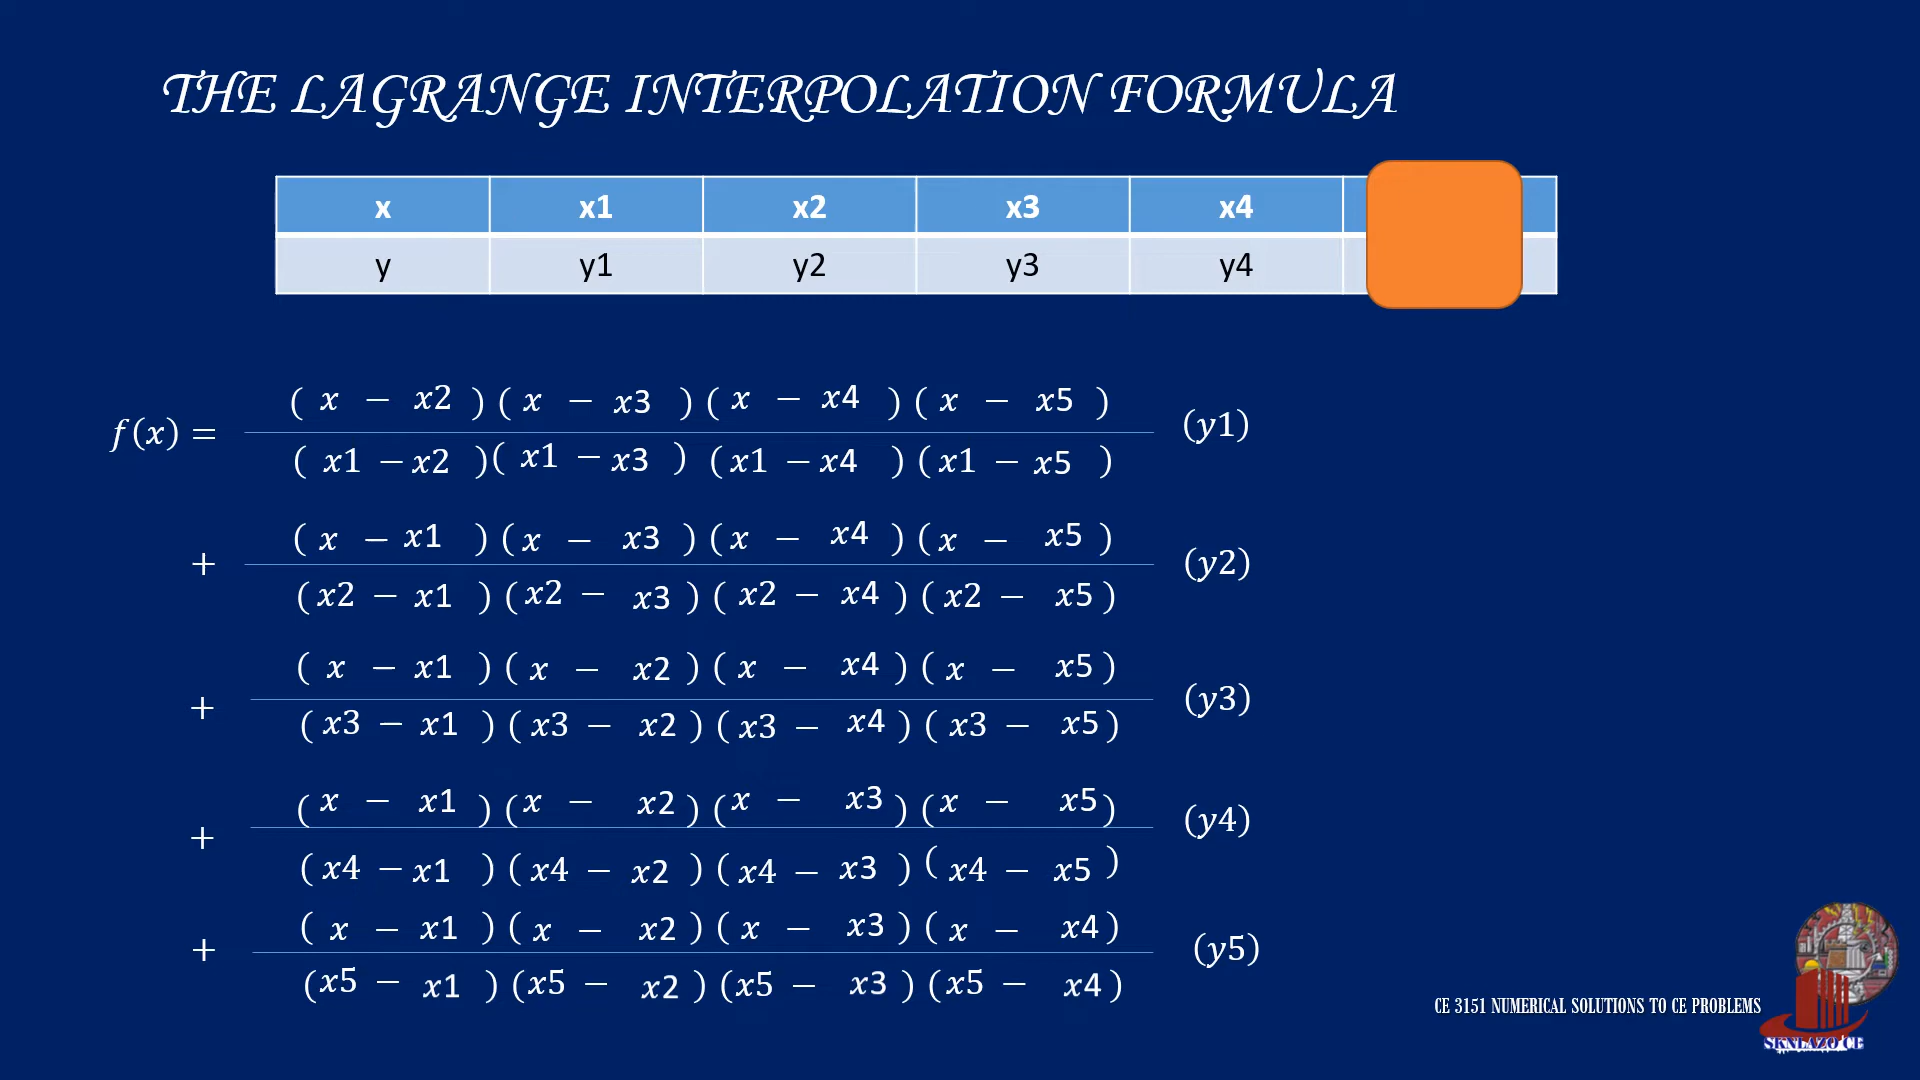 THE LAGRANGE INTERPOLATION FORMULA
x x1 x2 x3 x4
y y1 y2 y3 y4
( x − x2 ) ( x − x3 ) ( x − x4 ) ( x − x5 )
f(x) = (y1)
( x1 − x2 ) ( x1 − x3 ) ( x1 − x4 ) ( x1 − x5 )
( x − x1 ) ( x − x3 ) ( x − x4 ) ( x − x5 )
+ (y2)
( x2 − x1 ) ( x2 − x3 ) ( x2 − x4 ) ( x2 − x5 )
( x − x1 ) ( x − x2 ) ( x − x4 ) ( x − x5 )
+ (y3)
( x3 − x1 ) ( x3 − x2 ) ( x3 − x4 ) ( x3 − x5 )
( x − x1 ) ( x − x2 ) ( x − x3 ) ( x − x5 )
+ (y4)
( x4 − x1 ) ( x4 − x2 ) ( x4 − x3 ) ( x4 − x5 )
( x − x1 ) ( x − x2 ) ( x − x3 ) ( x − x4 )
+ (y5)
( x5 − x1 ) ( x5 − x2 ) ( x5 − x3 ) ( x5 − x4 )
CE 3151 NUMERICAL SOLUTIONS TO CE PROBLEMS
SKNLAZO CE